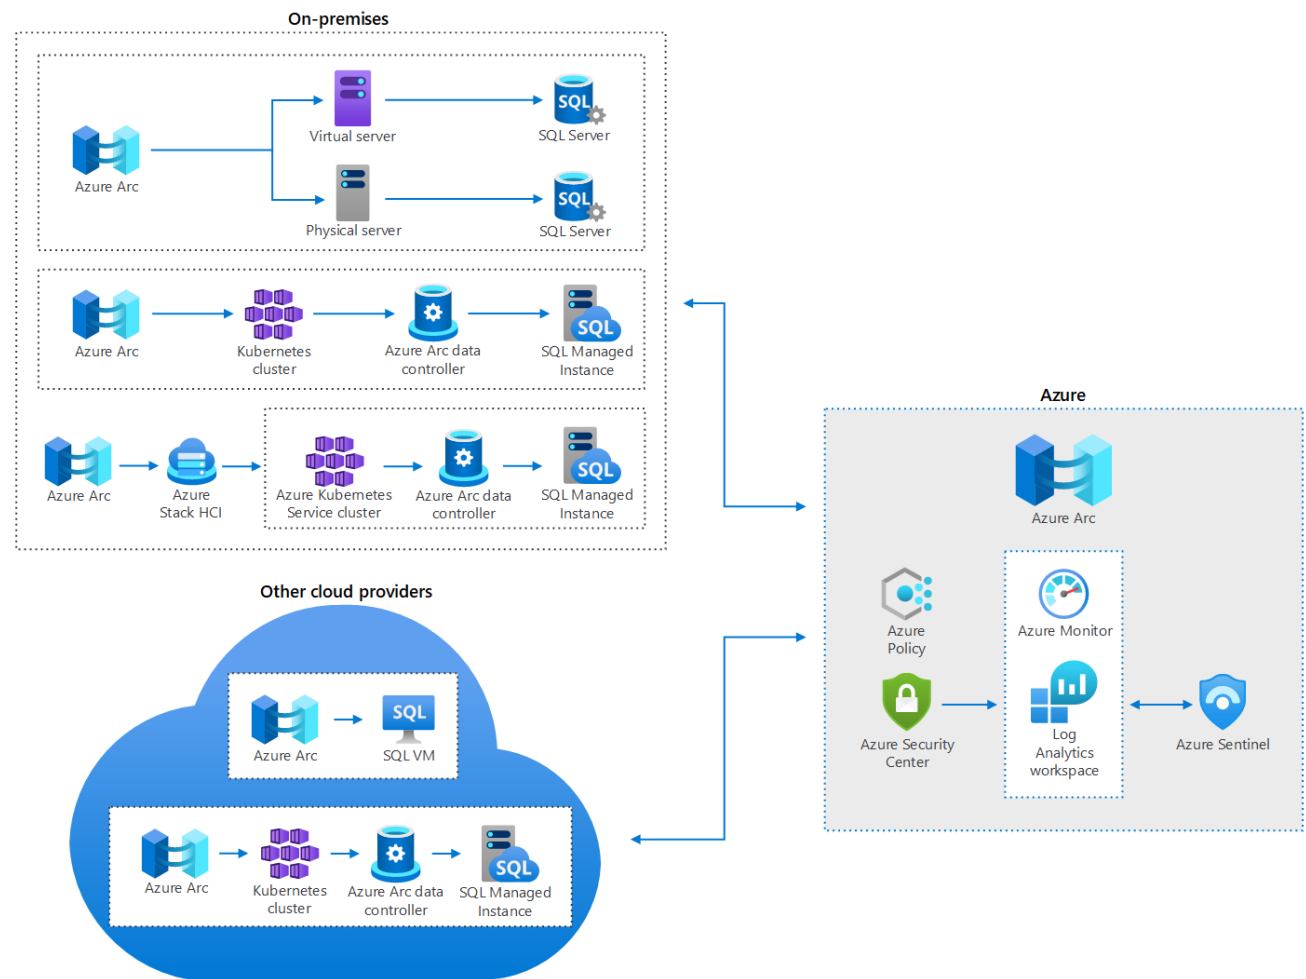 On-premises
SQL
Virtual server
SQL Server
Azure Arc
SQL
Physical server
SQL Server
SQL
Azure Arc
Kubernetes
cluster
Azure Arc data
controller
SQL Managed
Instance
SQL
Azure Arc
Azure
Stack HCI
Azure Kubernetes
Service cluster
Azure Arc data
controller
SQL Managed
Instance
Other cloud providers
SQL
Azure Arc
SQL VM
SQL
Azure Arc
Kubernetes
cluster
Azure Arc data
controller
SQL Managed
Instance
Azure
Azure Arc
Azure
Policy
Azure Monitor
Azure Security
Center
Log
Analytics
workspace
Azure Sentinel